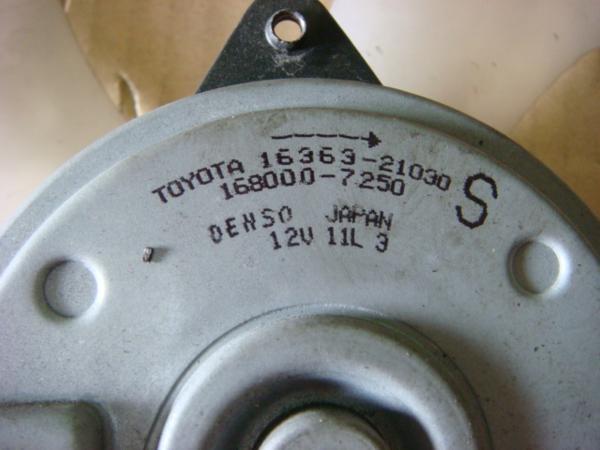 TOYOTA 16363-21030
168000-7250 S
DENSO JAPAN
12V 11L 3